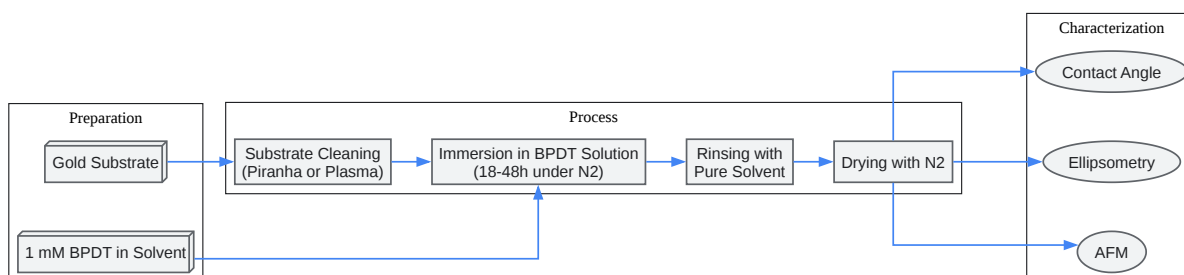 Preparation
Gold Substrate
1 mM BPDT in Solvent
Process
Substrate Cleaning
(Piranha or Plasma)
Immersion in BPDT Solution
(18-48h under N2)
Rinsing with
Pure Solvent
Drying with N2
Characterization
Contact Angle
Ellipsometry
AFM